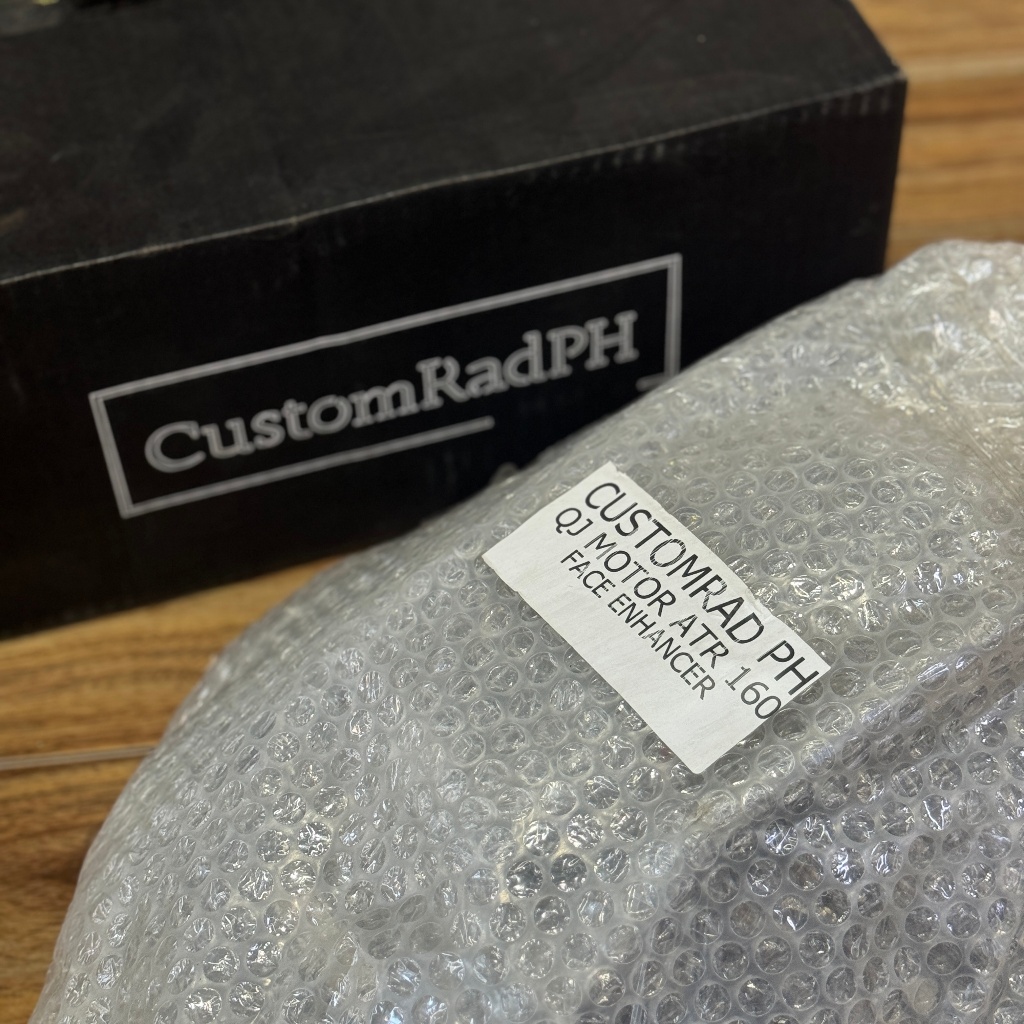 CustomRadPH
CUSTOMRAD PH
QJ MOTOR ATR 160
FACE ENHANCER